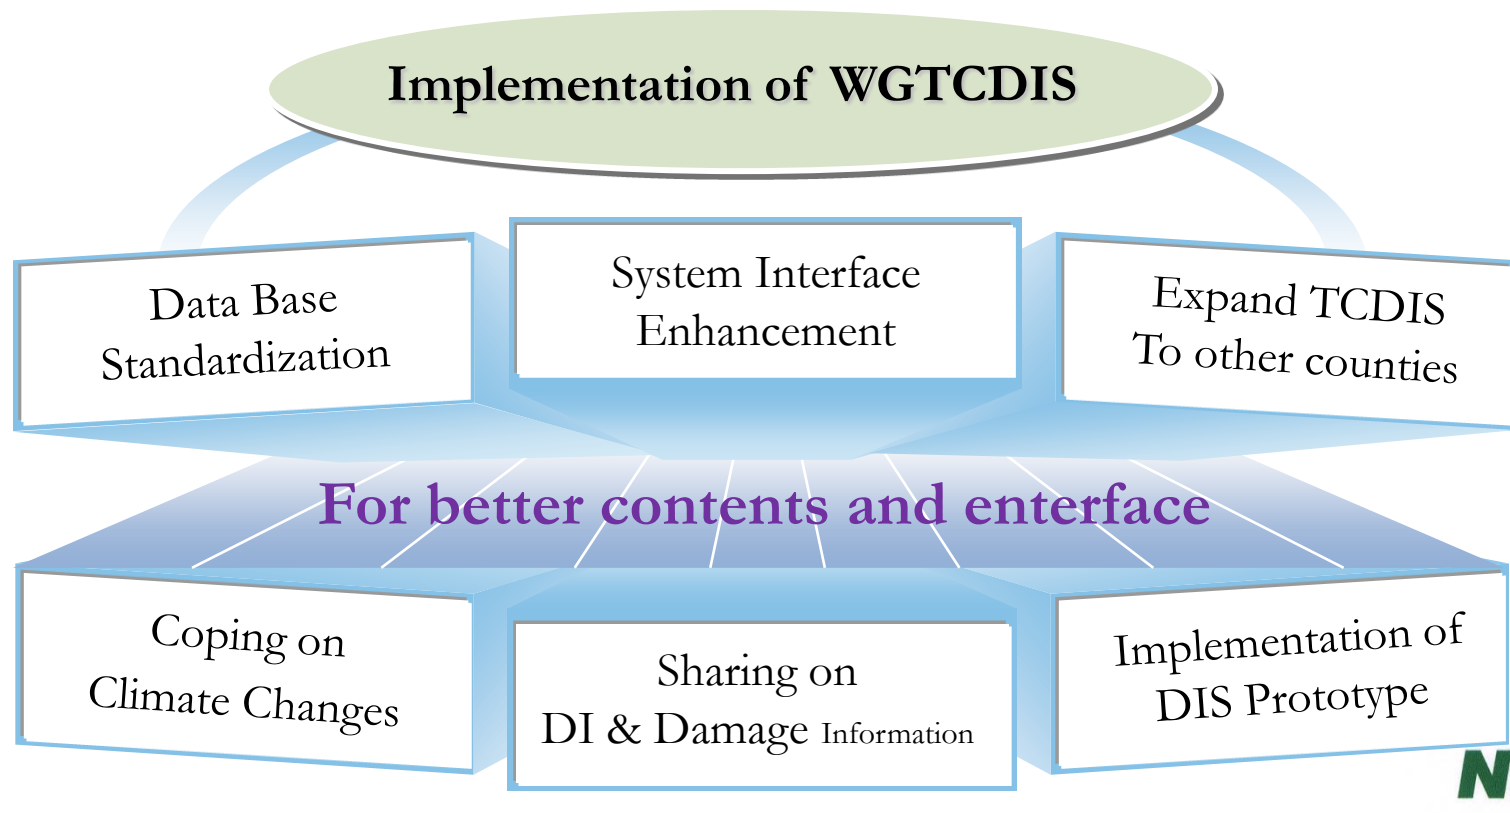 Implementation of WGTCDIS
Data Base
Standardization
System Interface
Enhancement
Expand TCDIS
To other counties
For better contents and enterface
Coping on
Climate Changes
Sharing on
DI & Damage Information
Implementation of
DIS Prototype
N